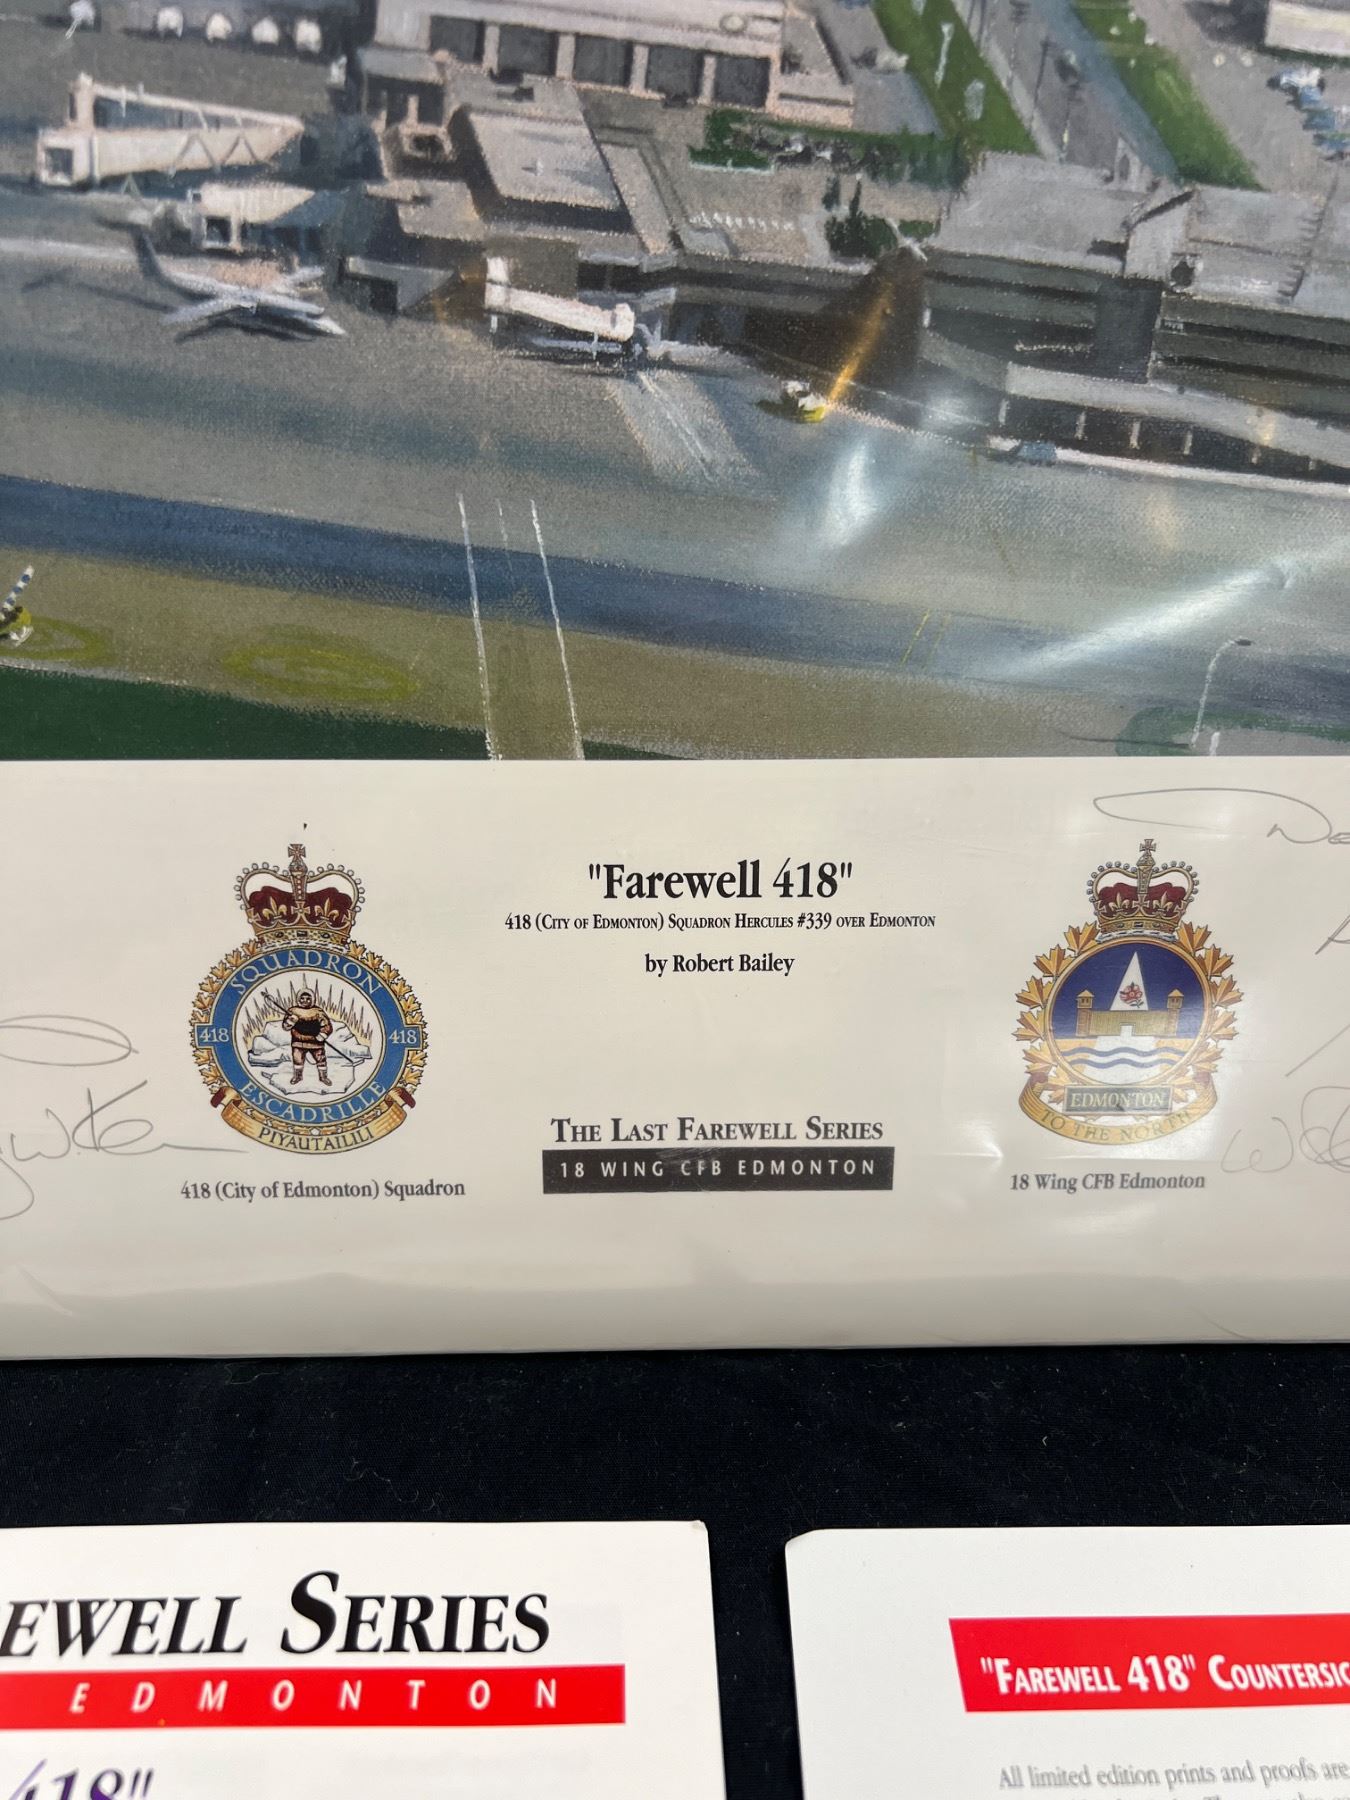 "Farewell 418"
418 (City of Edmonton) Squadron Hercules #339 over Edmonton
by Robert Bailey
SQUADRON
418 418
ESCADRILLE
PIYAUTAILILI
418 (City of Edmonton) Squadron
The Last Farewell Series
18 WING CFB EDMONTON
EDMONTON
TO THE NORTH
18 Wing CFB Edmonton
ewell Series
EDMONTON
418"
"Farewell 418" Countersig
All limited edition prints and proofs are